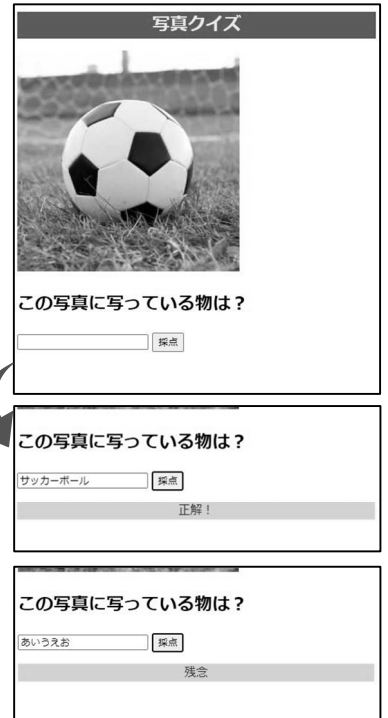 写真クイズ
この写真に写っている物は？
採点
この写真に写っている物は？
サッカーボール 採点
正解！
この写真に写っている物は？
あいうえお 採点
残念